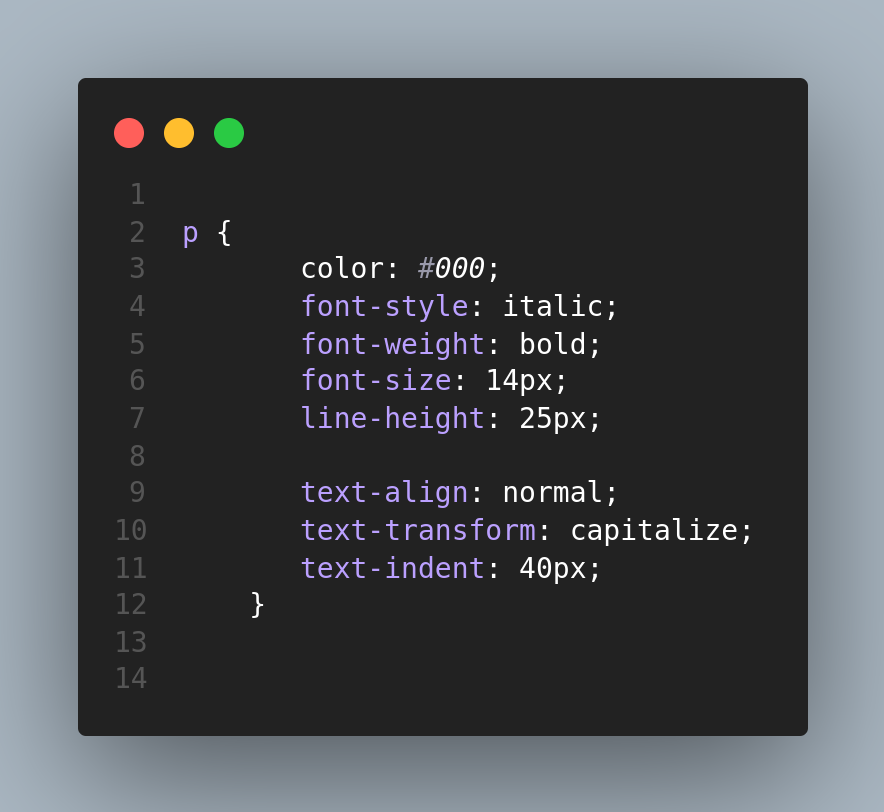 1
2 p {
3 color: #000;
4 font-style: italic;
5 font-weight: bold;
6 font-size: 14px;
7 line-height: 25px;
8
9 text-align: normal;
10 text-transform: capitalize;
11 text-indent: 40px;
12 }
13
14